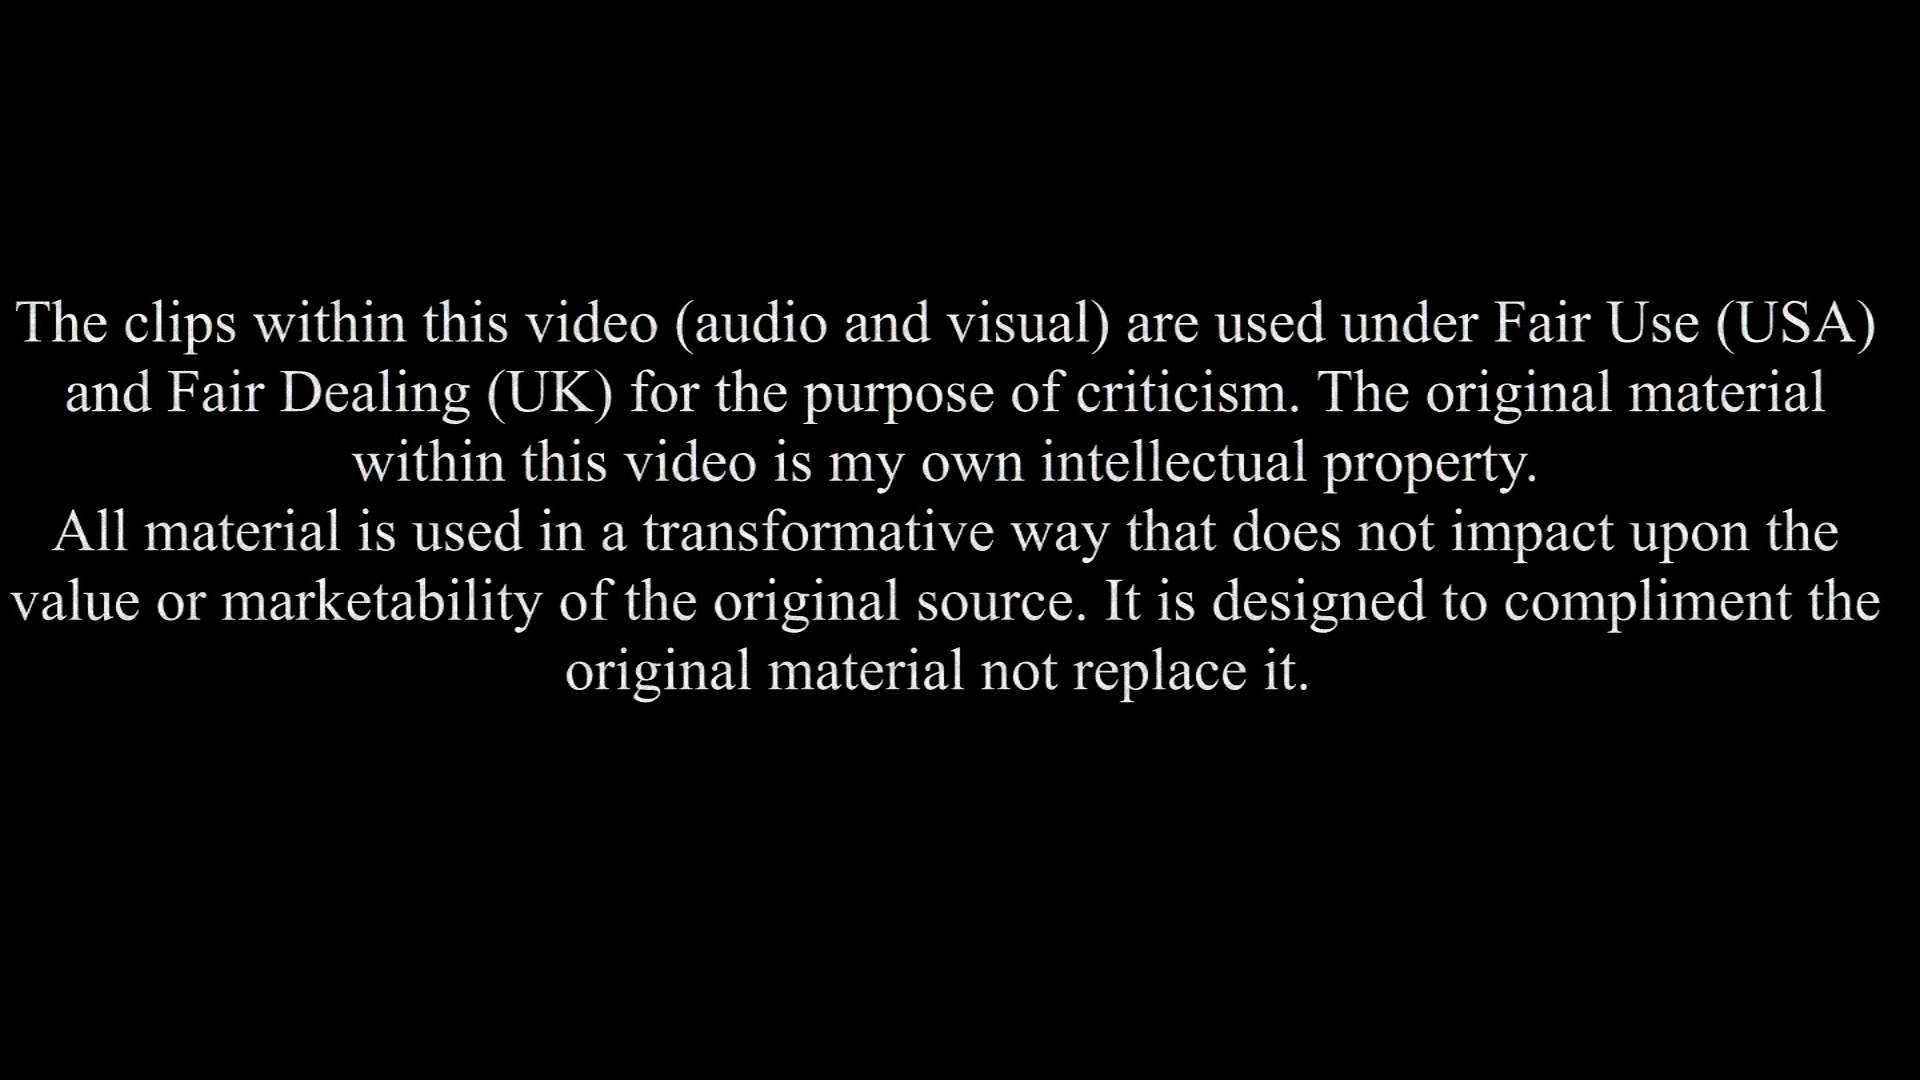 The clips within this video (audio and visual) are used under Fair Use (USA)
and Fair Dealing (UK) for the purpose of criticism. The original material
within this video is my own intellectual property.
All material is used in a transformative way that does not impact upon the
value or marketability of the original source. It is designed to compliment the
original material not replace it.